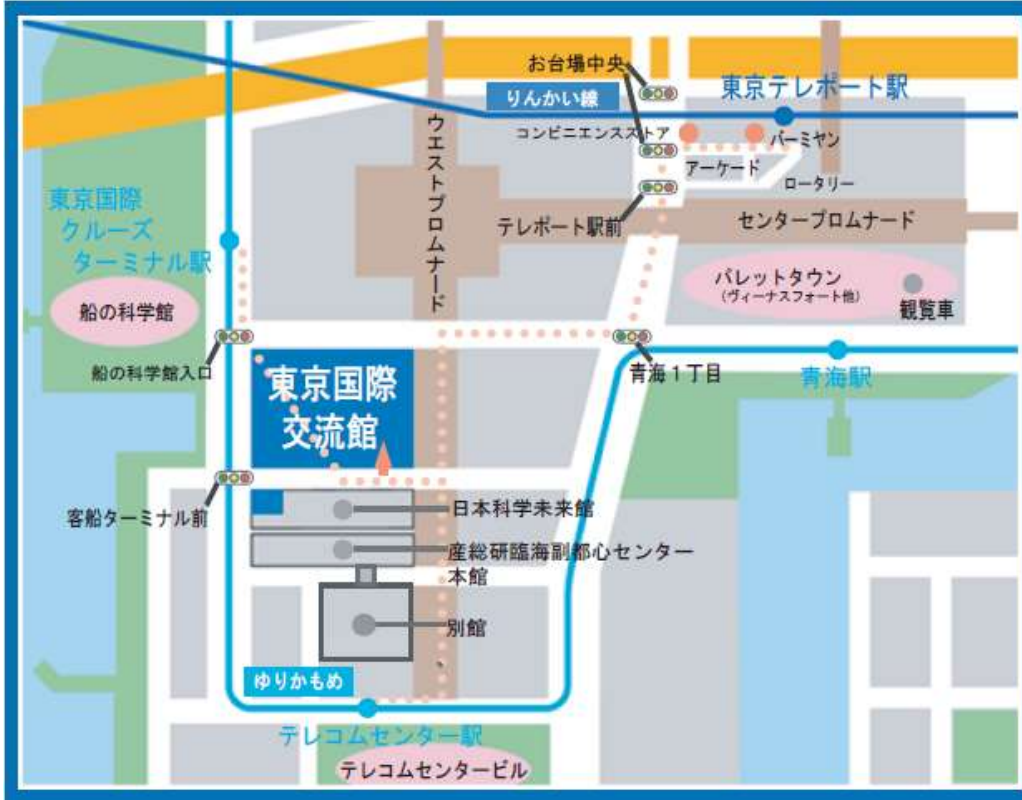 お台場中央
りんかい線
東京テレポート駅
コンビニエンスストア
バーミヤン
アーケード
ロータリー
ウエストプロムナード
東京国際
クルーズ
ターミナル駅
テレポート駅前
センタープロムナード
パレットタウン
(ヴィーナスフォート他)
観覧車
船の科学館
船の科学館入口
東京国際
交流館
青海1丁目
青海駅
客船ターミナル前
日本科学未来館
産総研臨海副都心センター
本館
別館
ゆりかもめ
テレコムセンター駅
テレコムセンタービル